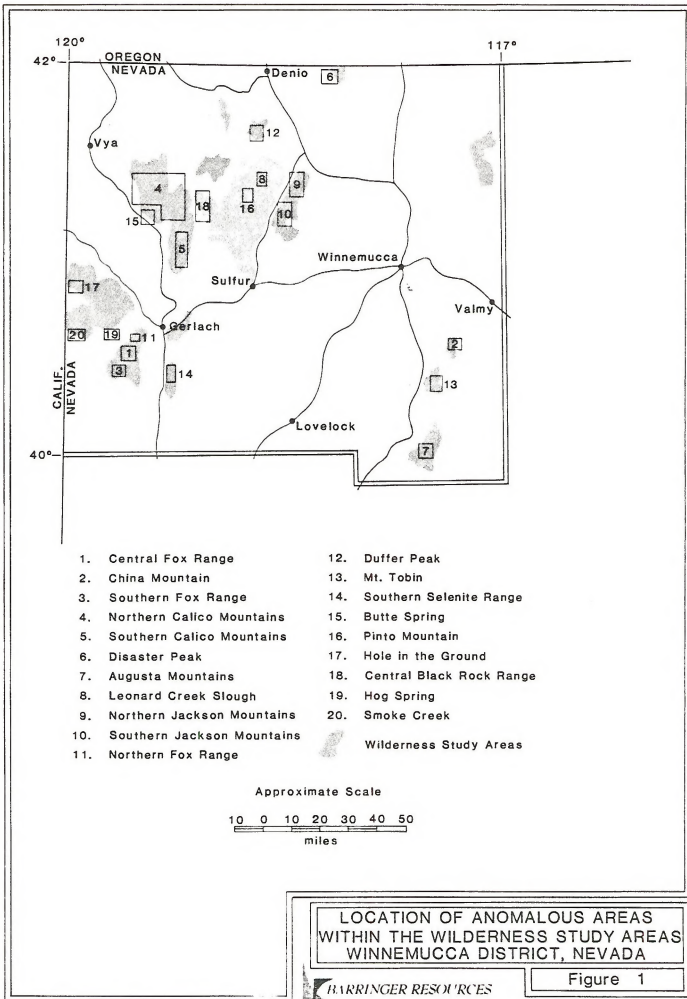 120°
117°
42°
OREGON
NEVADA
Denio
6
12
Vya
4
8
9
18
16
10
15
5
Winnemucca
Sulfur
17
Valmy
Gerlach
20
19
11
1
2
3
14
13
CALIF.
NEVADA
Lovelock
40°
7
1. Central Fox Range
2. China Mountain
3. Southern Fox Range
4. Northern Calico Mountains
5. Southern Calico Mountains
6. Disaster Peak
7. Augusta Mountains
8. Leonard Creek Slough
9. Northern Jackson Mountains
10. Southern Jackson Mountains
11. Northern Fox Range
12. Duffer Peak
13. Mt. Tobin
14. Southern Selenite Range
15. Butte Spring
16. Pinto Mountain
17. Hole in the Ground
18. Central Black Rock Range
19. Hog Spring
20. Smoke Creek
Wilderness Study Areas
Approximate Scale
10 0 10 20 30 40 50
miles
LOCATION OF ANOMALOUS AREAS
WITHIN THE WILDERNESS STUDY AREAS
WINNEMUCCA DISTRICT, NEVADA
BARRINGER RESOURCES
Figure 1